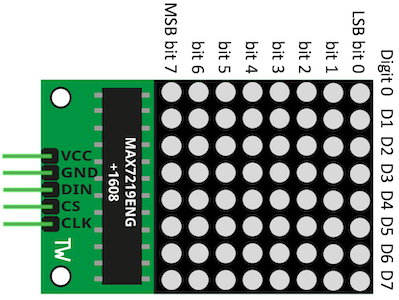 MSB bit 7
bit 6
bit 5
bit 4
bit 3
bit 2
bit 1
LSB bit 0
Digit 0
D1
D2
D3
D4
D5
D6
D7
MAX7219ENG
+1608
VCC
GND
DIN
CS
CLK
TW